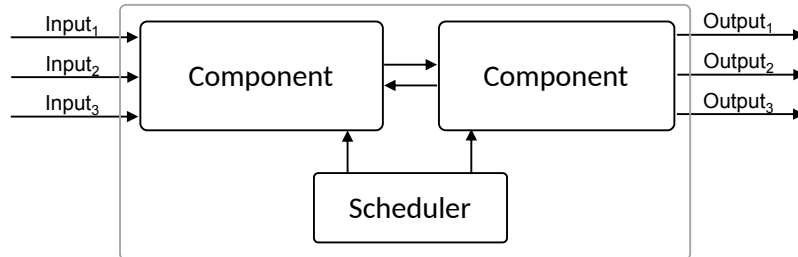 Input₁
Input₂
Input₃
Component
Component
Output₁
Output₂
Output₃
Scheduler